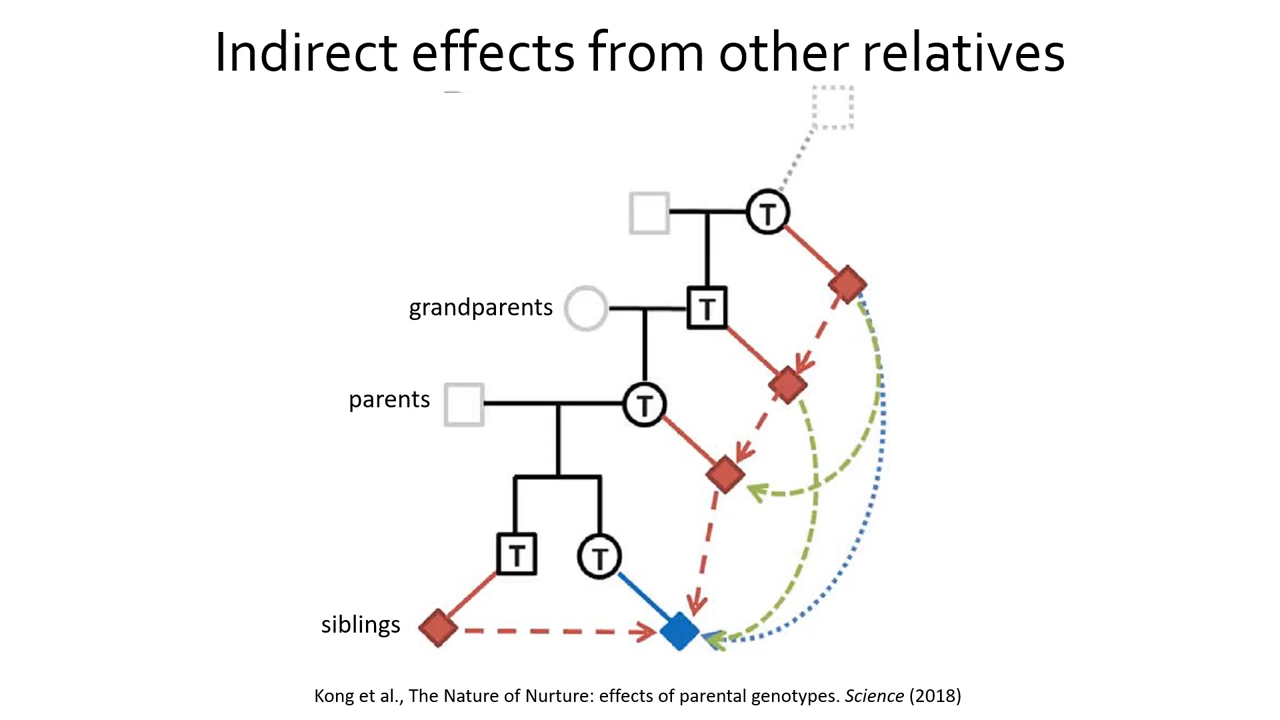 Indirect effects from other relatives
T
grandparents
T
parents
T
T
T
siblings
Kong et al., The Nature of Nurture: effects of parental genotypes. Science (2018)